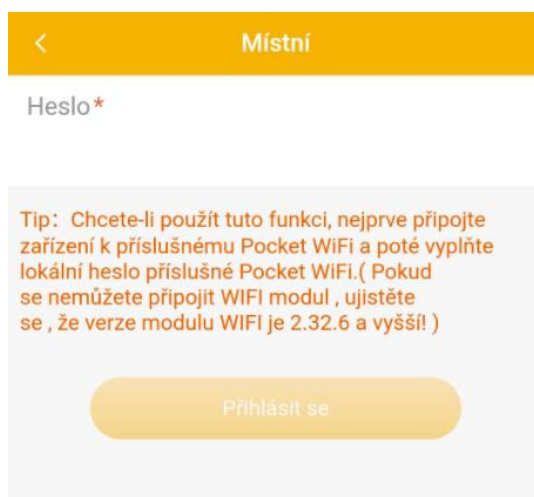 Místní
Heslo*
Tip： Chcete-li použít tuto funkci, nejprve připojte
zařízení k příslušnému Pocket WiFi a poté vyplňte
lokální heslo příslušné Pocket WiFi.( Pokud
se nemůžete připojit WIFI modul , ujistěte
se , že verze modulu WIFI je 2.32.6 a vyšší! )
Přihlásit se